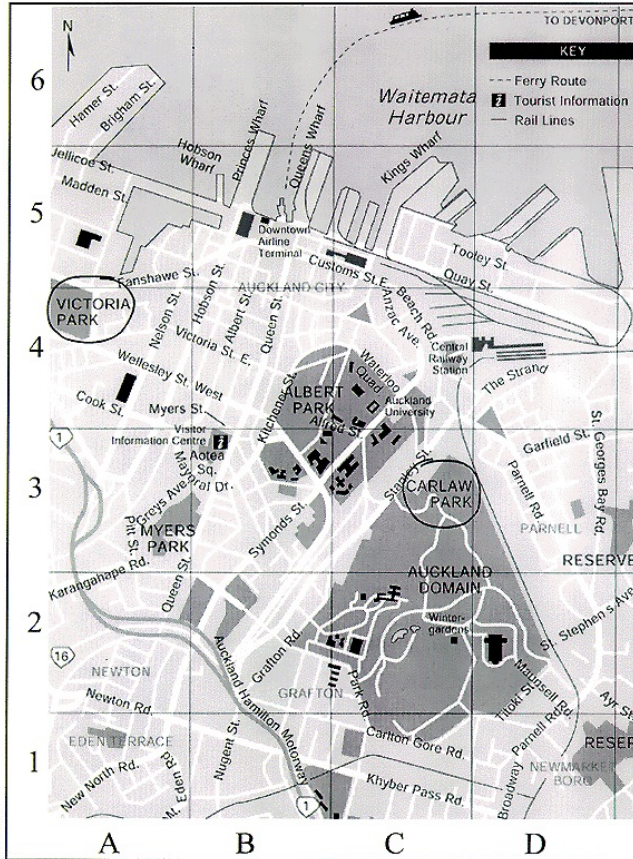 N
TO DEVONPORT
KEY
Ferry Route
Tourist Information
Rail Lines
6
5
4
3
2
1
A
B
C
D
Waitemata
Harbour
Hamer St.
Brigham St.
Jellicoe St.
Madden St.
Hobson
Wharf
Princes Wharf
Queens Wharf
Kings Wharf
Downtown
Airline
Terminal
Tooley St.
Quay St.
Customs St.E.
Fanshawe St.
AUCKLAND CITY
Beach Rd.
Anzac Ave.
VICTORIA
PARK
Nelson St.
Hobson St.
Albert St.
Queen St.
Victoria St. E.
Wellesley St. West
Cook St.
Myers St.
Kitchener St.
ALBERT
PARK
Waterloo
Quad
Alfred St.
Auckland
University
Central
Railway
Station
The Strand
Visitor
Information Centre
Aotea
Sq.
Mayoral Dr.
Greys Ave.
Pitt St.
MYERS
PARK
Symonds St.
Stanley St.
CARLAW
PARK
Garfield St.
St. Georges Bay Rd.
Parnell Rd.
PARNELL
RESERVE
1
Karangahape Rd.
Queen St.
AUCKLAND
DOMAIN
Winter-
gardens
St. Stephen s Ave.
16
NEWTON
Newton Rd.
EDEN TERRACE
New North Rd.
Eden Rd
Nugent St.
Auckland Hamilton Motorway
Grafton Rd.
GRAFTON
Park Rd.
Carlton Gore Rd.
Khyber Pass Rd.
Maunsell Rd.
Titoki St.
Parnell Rd.
Broadway
Ayr St
RESER
NEWMARKET
BORO
1